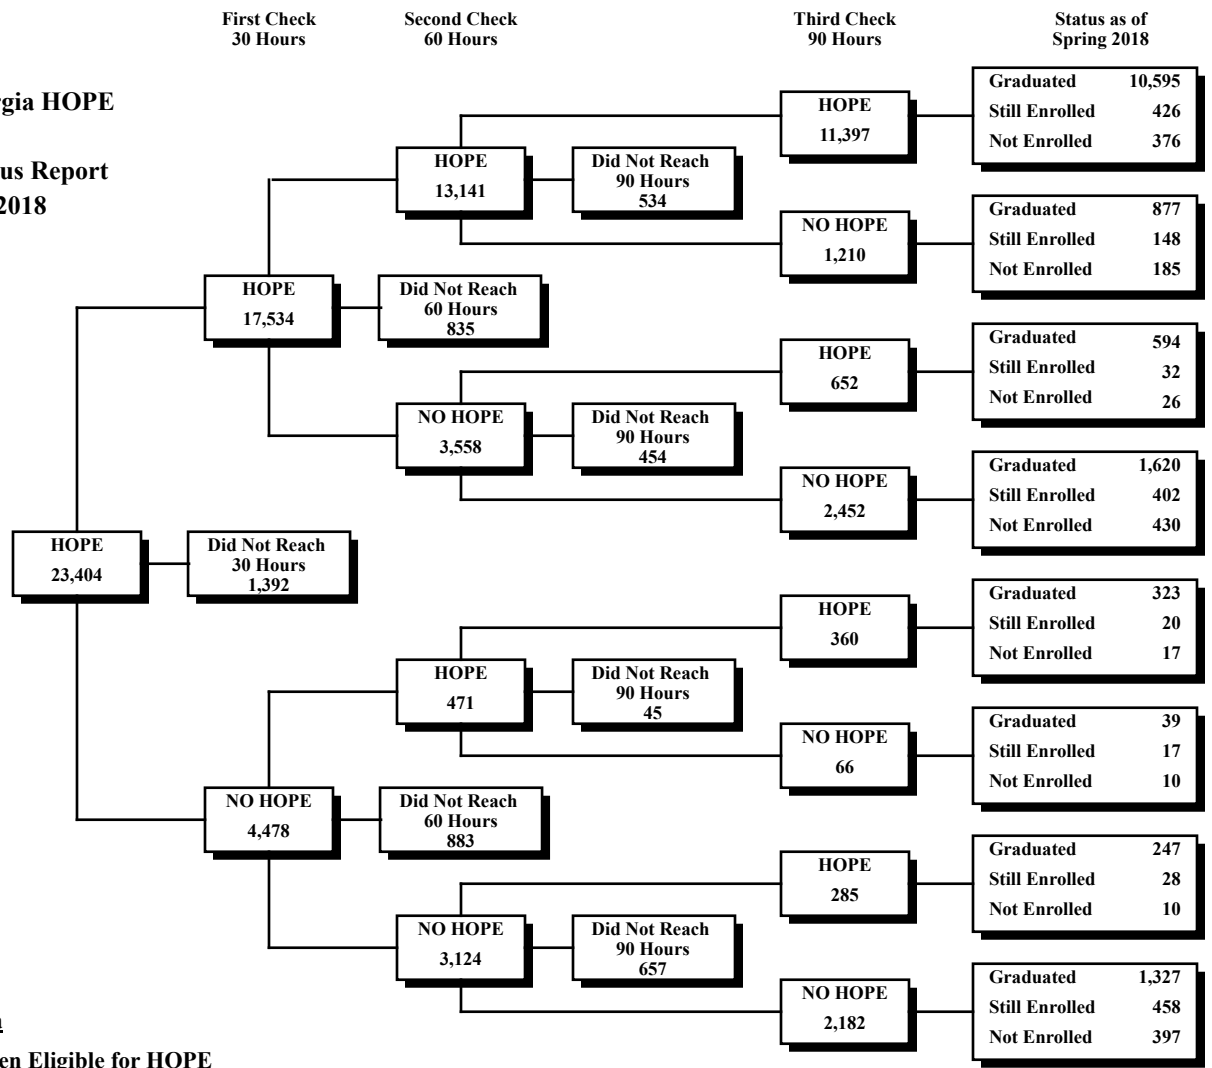 First Check
30 Hours
Second Check
60 Hours
Third Check
90 Hours
Status as of
Spring 2018
rgia HOPE
us Report
2018
HOPE
23,404
Did Not Reach
30 Hours
1,392
HOPE
17,534
Did Not Reach
60 Hours
835
NO HOPE
4,478
Did Not Reach
60 Hours
883
HOPE
13,141
Did Not Reach
90 Hours
534
NO HOPE
3,558
Did Not Reach
90 Hours
454
HOPE
471
Did Not Reach
90 Hours
45
NO HOPE
3,124
Did Not Reach
90 Hours
657
HOPE
11,397
Graduated 10,595
Still Enrolled 426
Not Enrolled 376
NO HOPE
1,210
Graduated 877
Still Enrolled 148
Not Enrolled 185
HOPE
652
Graduated 594
Still Enrolled 32
Not Enrolled 26
NO HOPE
2,452
Graduated 1,620
Still Enrolled 402
Not Enrolled 430
HOPE
360
Graduated 323
Still Enrolled 20
Not Enrolled 17
NO HOPE
66
Graduated 39
Still Enrolled 17
Not Enrolled 10
HOPE
285
Graduated 247
Still Enrolled 28
Not Enrolled 10
NO HOPE
2,182
Graduated 1,327
Still Enrolled 458
Not Enrolled 397
en Eligible for HOPE